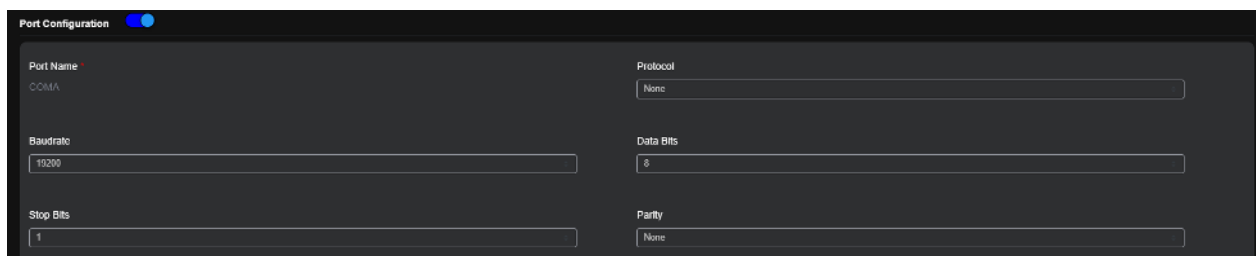 Port Configuration
Port Name *
Protocol
COMA
None
Baudrate
Data Bits
19200
8
Stop Bits
Parity
1
None